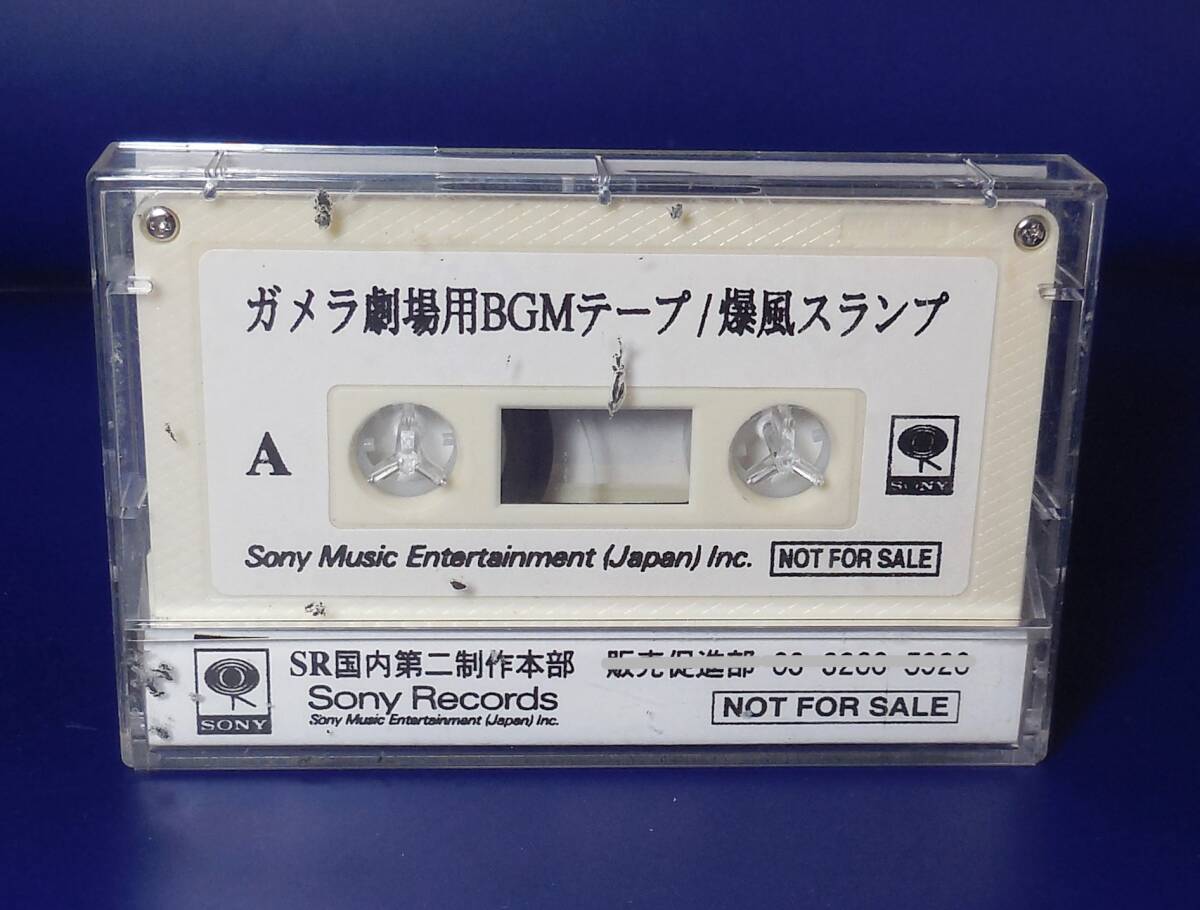 ガメラ劇場用BGMテープ/爆風スランプ
A
SONY
Sony Music Entertainment (Japan) Inc. NOT FOR SALE
SR国内第二制作本部 販売促進部
Sony Records
Sony Music Entertainment (Japan) Inc.
NOT FOR SALE
SONY